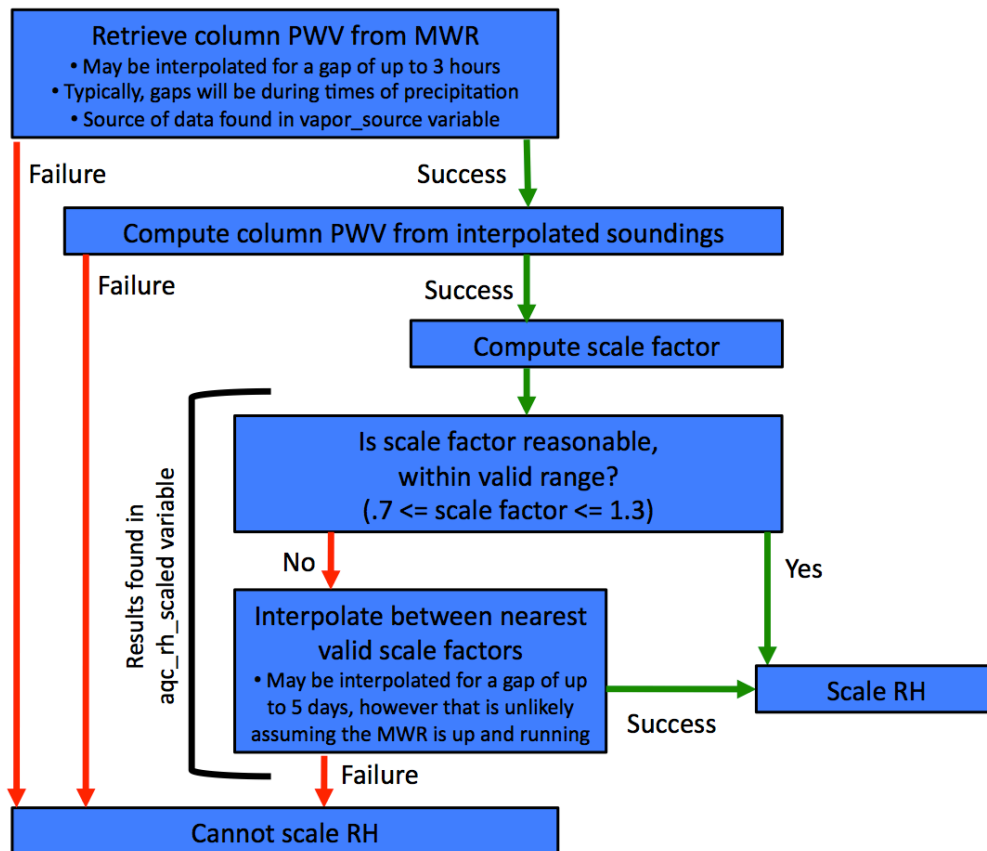 Retrieve column PWV from MWR
• May be interpolated for a gap of up to 3 hours
• Typically, gaps will be during times of precipitation
• Source of data found in vapor_source variable
Failure
Success
Compute column PWV from interpolated soundings
Failure
Success
Compute scale factor
Is scale factor reasonable,
within valid range?
(.7 <= scale factor <= 1.3)
Results found in
aqc_rh_scaled variable
No
Yes
Interpolate between nearest
valid scale factors
• May be interpolated for a gap of up
to 5 days, however that is unlikely
assuming the MWR is up and running
Success
Scale RH
Failure
Cannot scale RH